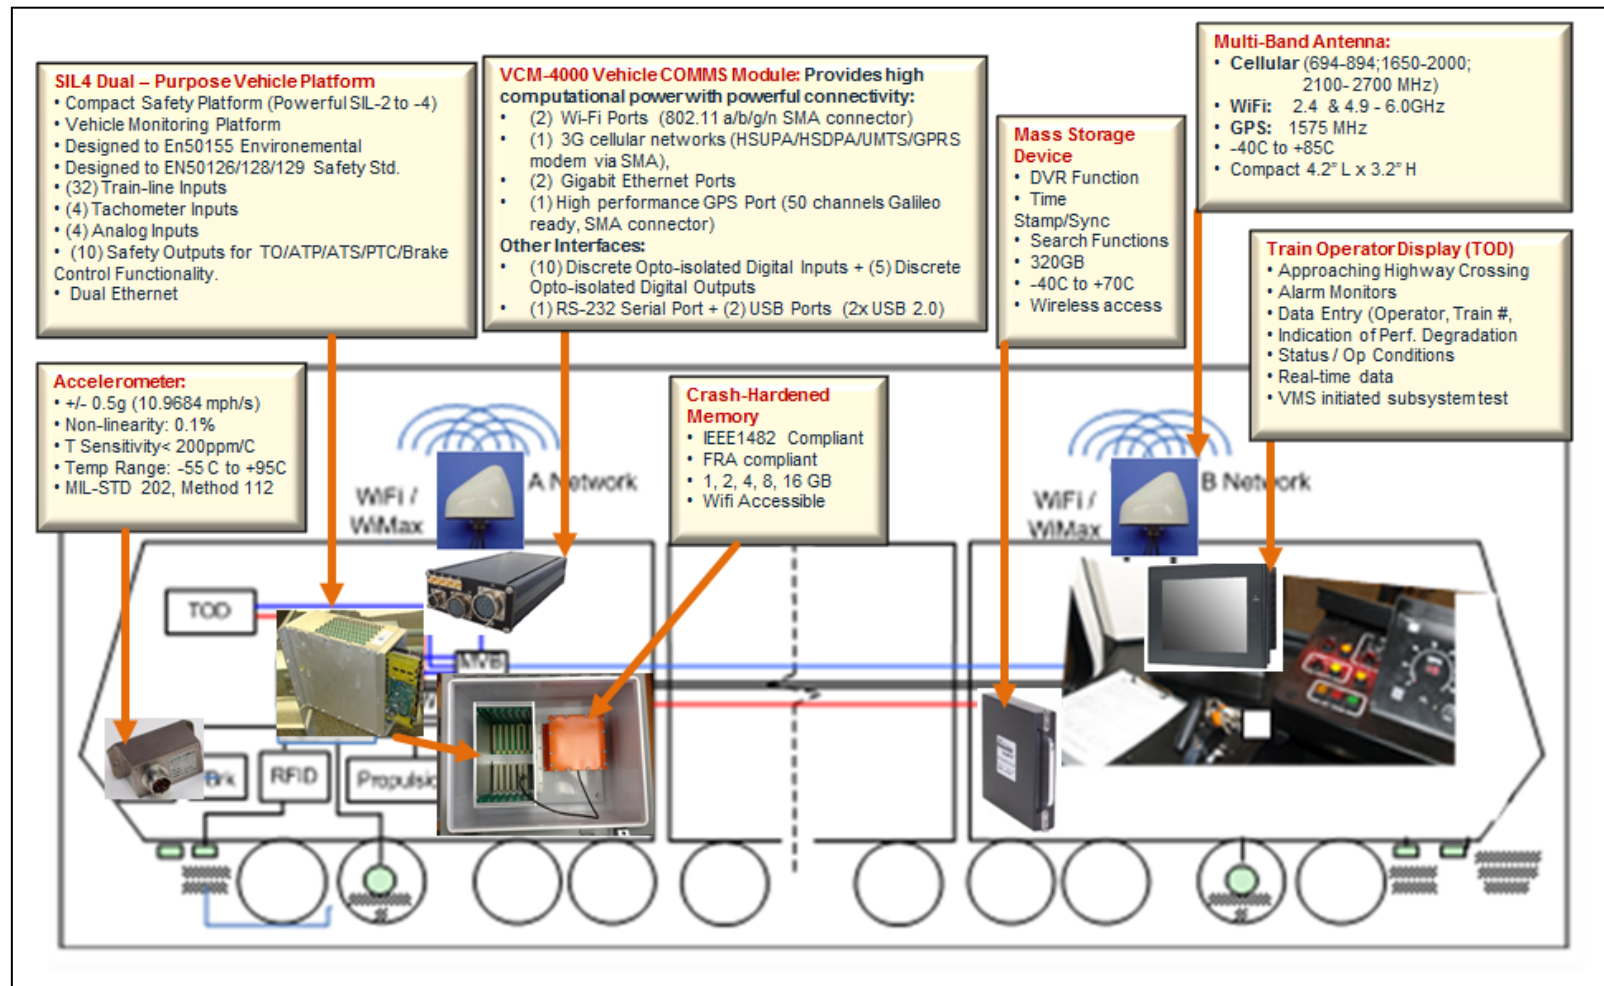 SIL4 Dual – Purpose Vehicle Platform
• Compact Safety Platform (Powerful SIL-2 to -4)
• Vehicle Monitoring Platform
• Designed to En50155 Environemental
• Designed to EN50126/128/129 Safety Std.
• (32) Train-line Inputs
• (4) Tachometer Inputs
• (4) Analog Inputs
• (10) Safety Outputs for TO/ATP/ATS/PTC/Brake
Control Functionality.
• Dual Ethernet
VCM-4000 Vehicle COMMS Module: Provides high
computational power with powerful connectivity:
• (2) Wi-Fi Ports (802.11 a/b/g/n SMA connector)
• (1) 3G cellular networks (HSUPA/HSDPA/UMTS/GPRS
modem via SMA),
• (2) Gigabit Ethernet Ports
• (1) High performance GPS Port (50 channels Galileo
ready, SMA connector)
Other Interfaces:
• (10) Discrete Opto-isolated Digital Inputs + (5) Discrete
Opto-isolated Digital Outputs
• (1) RS-232 Serial Port + (2) USB Ports (2x USB 2.0)
Mass Storage
Device
• DVR Function
• Time
Stamp/Sync
• Search Functions
• 320GB
• -40C to +70C
• Wireless access
Multi-Band Antenna:
• Cellular (694-894;1650-2000;
2100- 2700 MHz)
• WiFi: 2.4 & 4.9 - 6.0GHz
• GPS: 1575 MHz
• -40C to +85C
• Compact 4.2" L x 3.2" H
Train Operator Display (TOD)
• Approaching Highway Crossing
• Alarm Monitors
• Data Entry (Operator, Train #,
• Indication of Perf. Degradation
• Status / Op Conditions
• Real-time data
• VMS initiated subsystem test
Accelerometer:
• +/- 0.5g (10.9684 mph/s)
• Non-linearity: 0.1%
• T Sensitivity< 200ppm/C
• Temp Range: -55 C to +95C
• MIL-STD 202, Method 112
Crash-Hardened
Memory
• IEEE1482 Compliant
• FRA compliant
• 1, 2, 4, 8, 16 GB
• Wifi Accessible
A Network
WiFi /
WiMax
B Network
WiFi /
WiMax
TOD
MVB
Brk
RFID
Propulsio